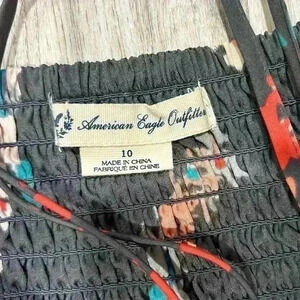 American Eagle Outfitters
10
MADE IN CHINA
FABRIQUÉ EN CHINE